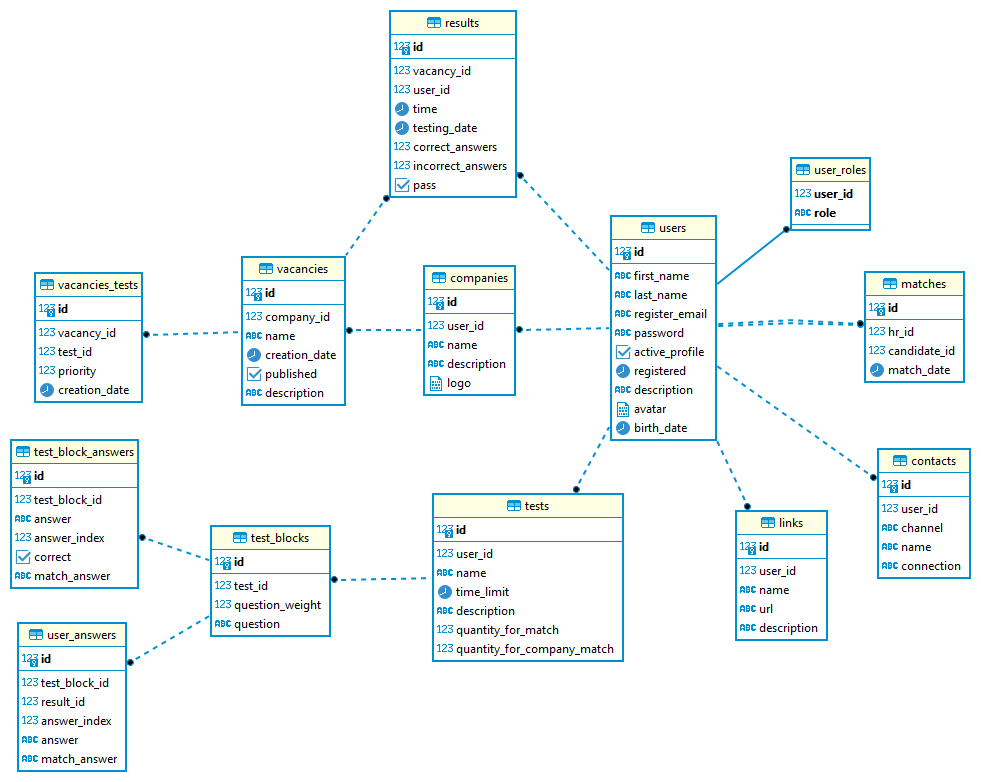 results
123 id
123 vacancy_id
123 user_id
time
testing_date
123 correct_answers
123 incorrect_answers
pass
user_roles
123 user_id
ABC role
users
123 id
ABC first_name
ABC last_name
ABC register_email
ABC password
active_profile
registered
ABC description
avatar
birth_date
vacancies
123 id
123 company_id
ABC name
creation_date
published
ABC description
companies
123 id
123 user_id
ABC name
ABC description
logo
vacancies_tests
123 id
123 vacancy_id
123 test_id
123 priority
creation_date
matches
123 id
123 hr_id
123 candidate_id
match_date
test_block_answers
123 id
123 test_block_id
ABC answer
123 answer_index
correct
ABC match_answer
contacts
123 id
123 user_id
ABC channel
ABC name
ABC connection
tests
123 id
123 user_id
ABC name
time_limit
ABC description
123 quantity_for_match
123 quantity_for_company_match
links
123 id
123 user_id
ABC name
ABC url
ABC description
test_blocks
123 id
123 test_id
123 question_weight
ABC question
user_answers
123 id
123 test_block_id
123 result_id
123 answer_index
ABC answer
ABC match_answer